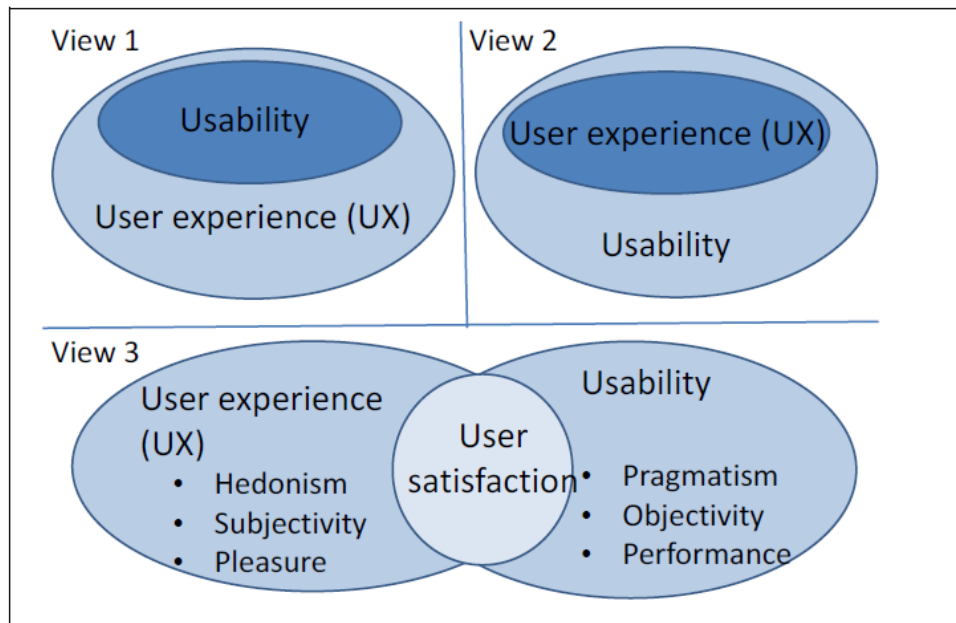 View 1
Usability
User experience (UX)
View 2
User experience (UX)
Usability
View 3
User experience
(UX)
• Hedonism
• Subjectivity
• Pleasure
User
satisfaction
Usability
• Pragmatism
• Objectivity
• Performance